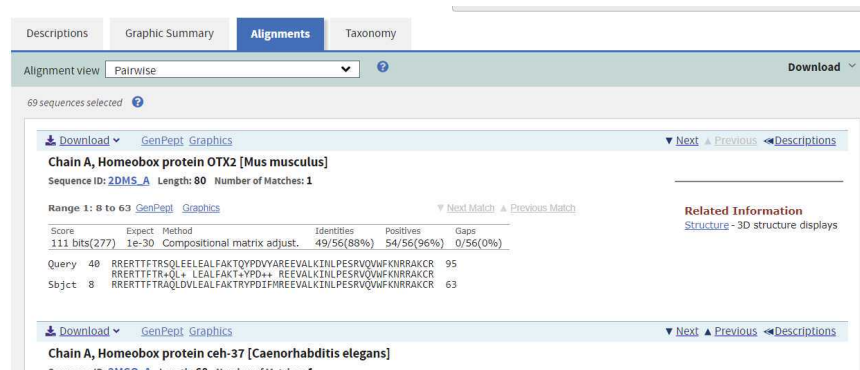 Descriptions Graphic Summary Alignments Taxonomy
Alignment view Pairwise ? Download
69 sequences selected ?
Download GenPept Graphics ▼ Next ▲ Previous ◀Descriptions
Chain A, Homeobox protein OTX2 [Mus musculus]
Sequence ID: 2DMS_A Length: 80 Number of Matches: 1
Range 1: 8 to 63 GenPept Graphics ▼ Next Match ▲ Previous Match
Related Information
Structure - 3D structure displays
Score Expect Method Identities Positives Gaps
111 bits(277) 1e-30 Compositional matrix adjust. 49/56(88%) 54/56(96%) 0/56(0%)
Query 40 RRERTTFTRSQLEELEALFAKTQYPDVYAREEVALKINLPESRVQVWFKNRRAKCR 95
RRERTTFTR+QL+ LEALFAKT+YPD++ REEVALKINLPESRVQVWFKNRRAKCR
Sbjct 8 RRERTTFTRAQLDVLEALFAKTRYPDIFMREEVALKINLPESRVQVWFKNRRAKCR 63
Download GenPept Graphics ▼ Next ▲ Previous ◀Descriptions
Chain A, Homeobox protein ceh-37 [Caenorhabditis elegans]